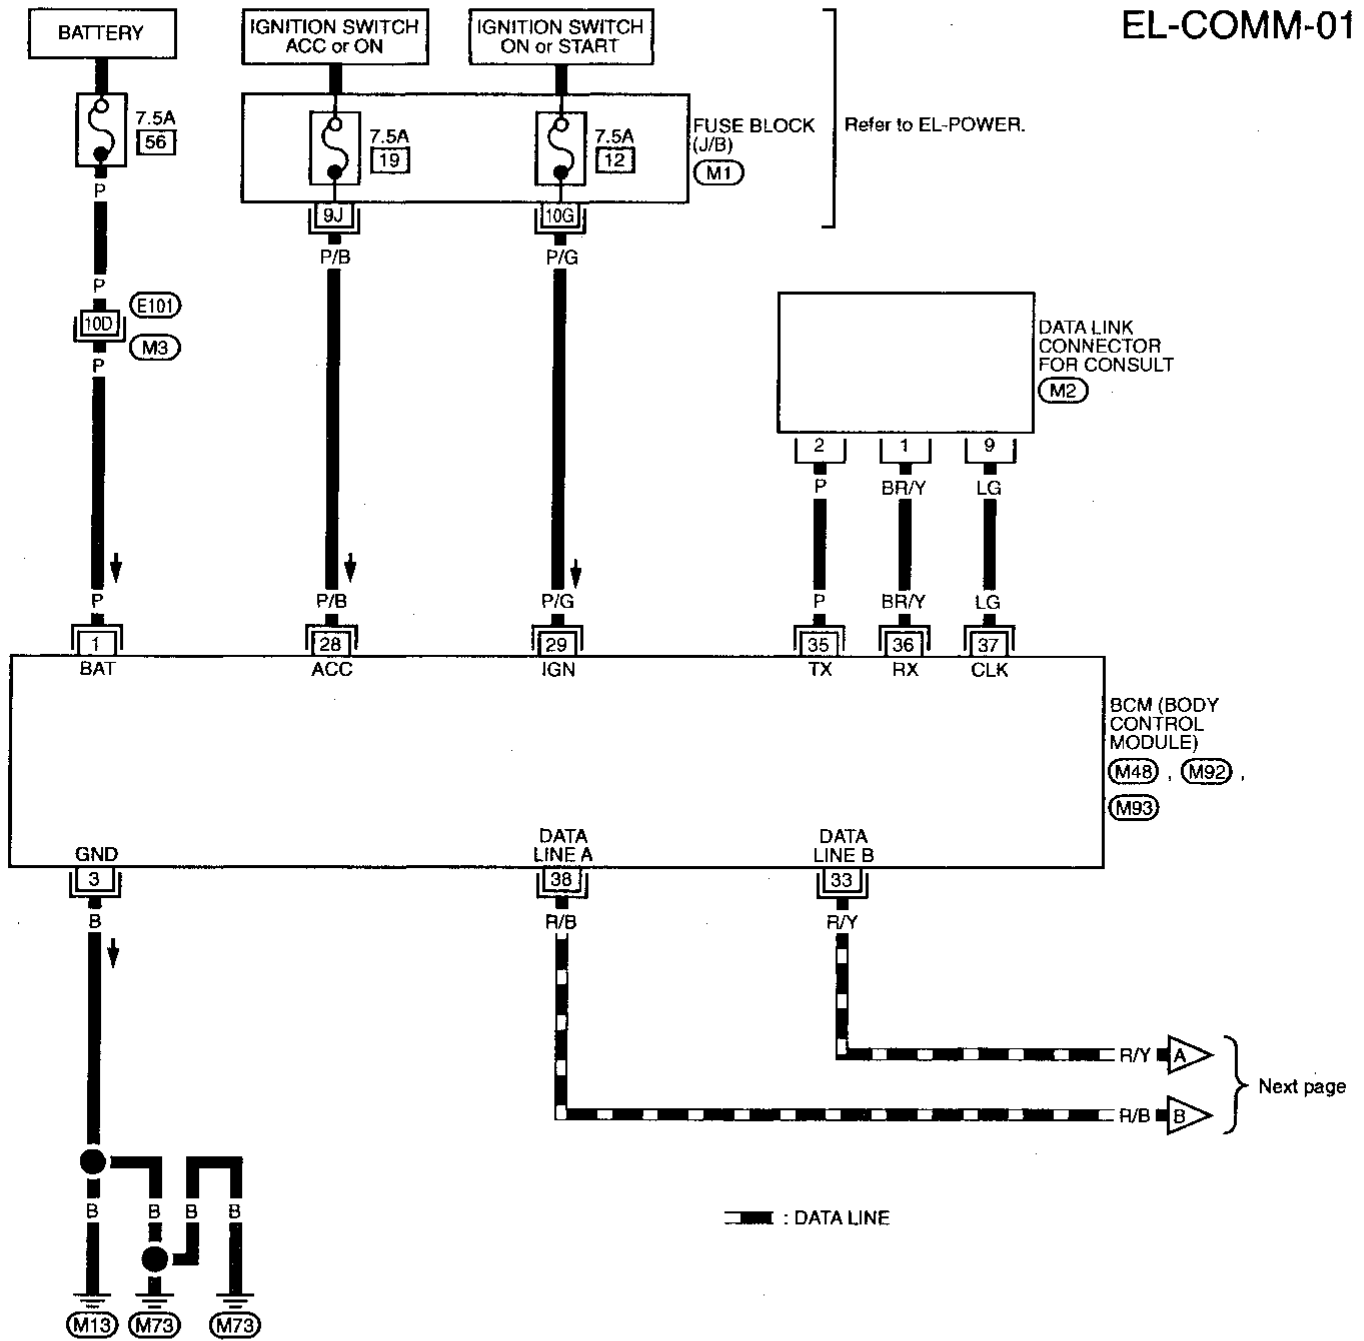 EL-COMM-01
BATTERY
IGNITION SWITCH
ACC or ON
IGNITION SWITCH
ON or START
7.5A
56
7.5A
19
7.5A
12
FUSE BLOCK
(J/B)
M1
Refer to EL-POWER.
P
9J
10G
P/B
P/G
P
E101
10D
M3
P
DATA LINK
CONNECTOR
FOR CONSULT
M2
2
1
9
P
BR/Y
LG
P
P/B
P/G
P
BR/Y
LG
1
28
29
35
36
37
BAT
ACC
IGN
TX
RX
CLK
BCM (BODY
CONTROL
MODULE)
M48 , M92 ,
M93
GND
DATA
LINE A
DATA
LINE B
3
38
33
B
R/B
R/Y
R/Y
A
R/B
B
Next page
B
B
B
B
: DATA LINE
M13
M73
M73